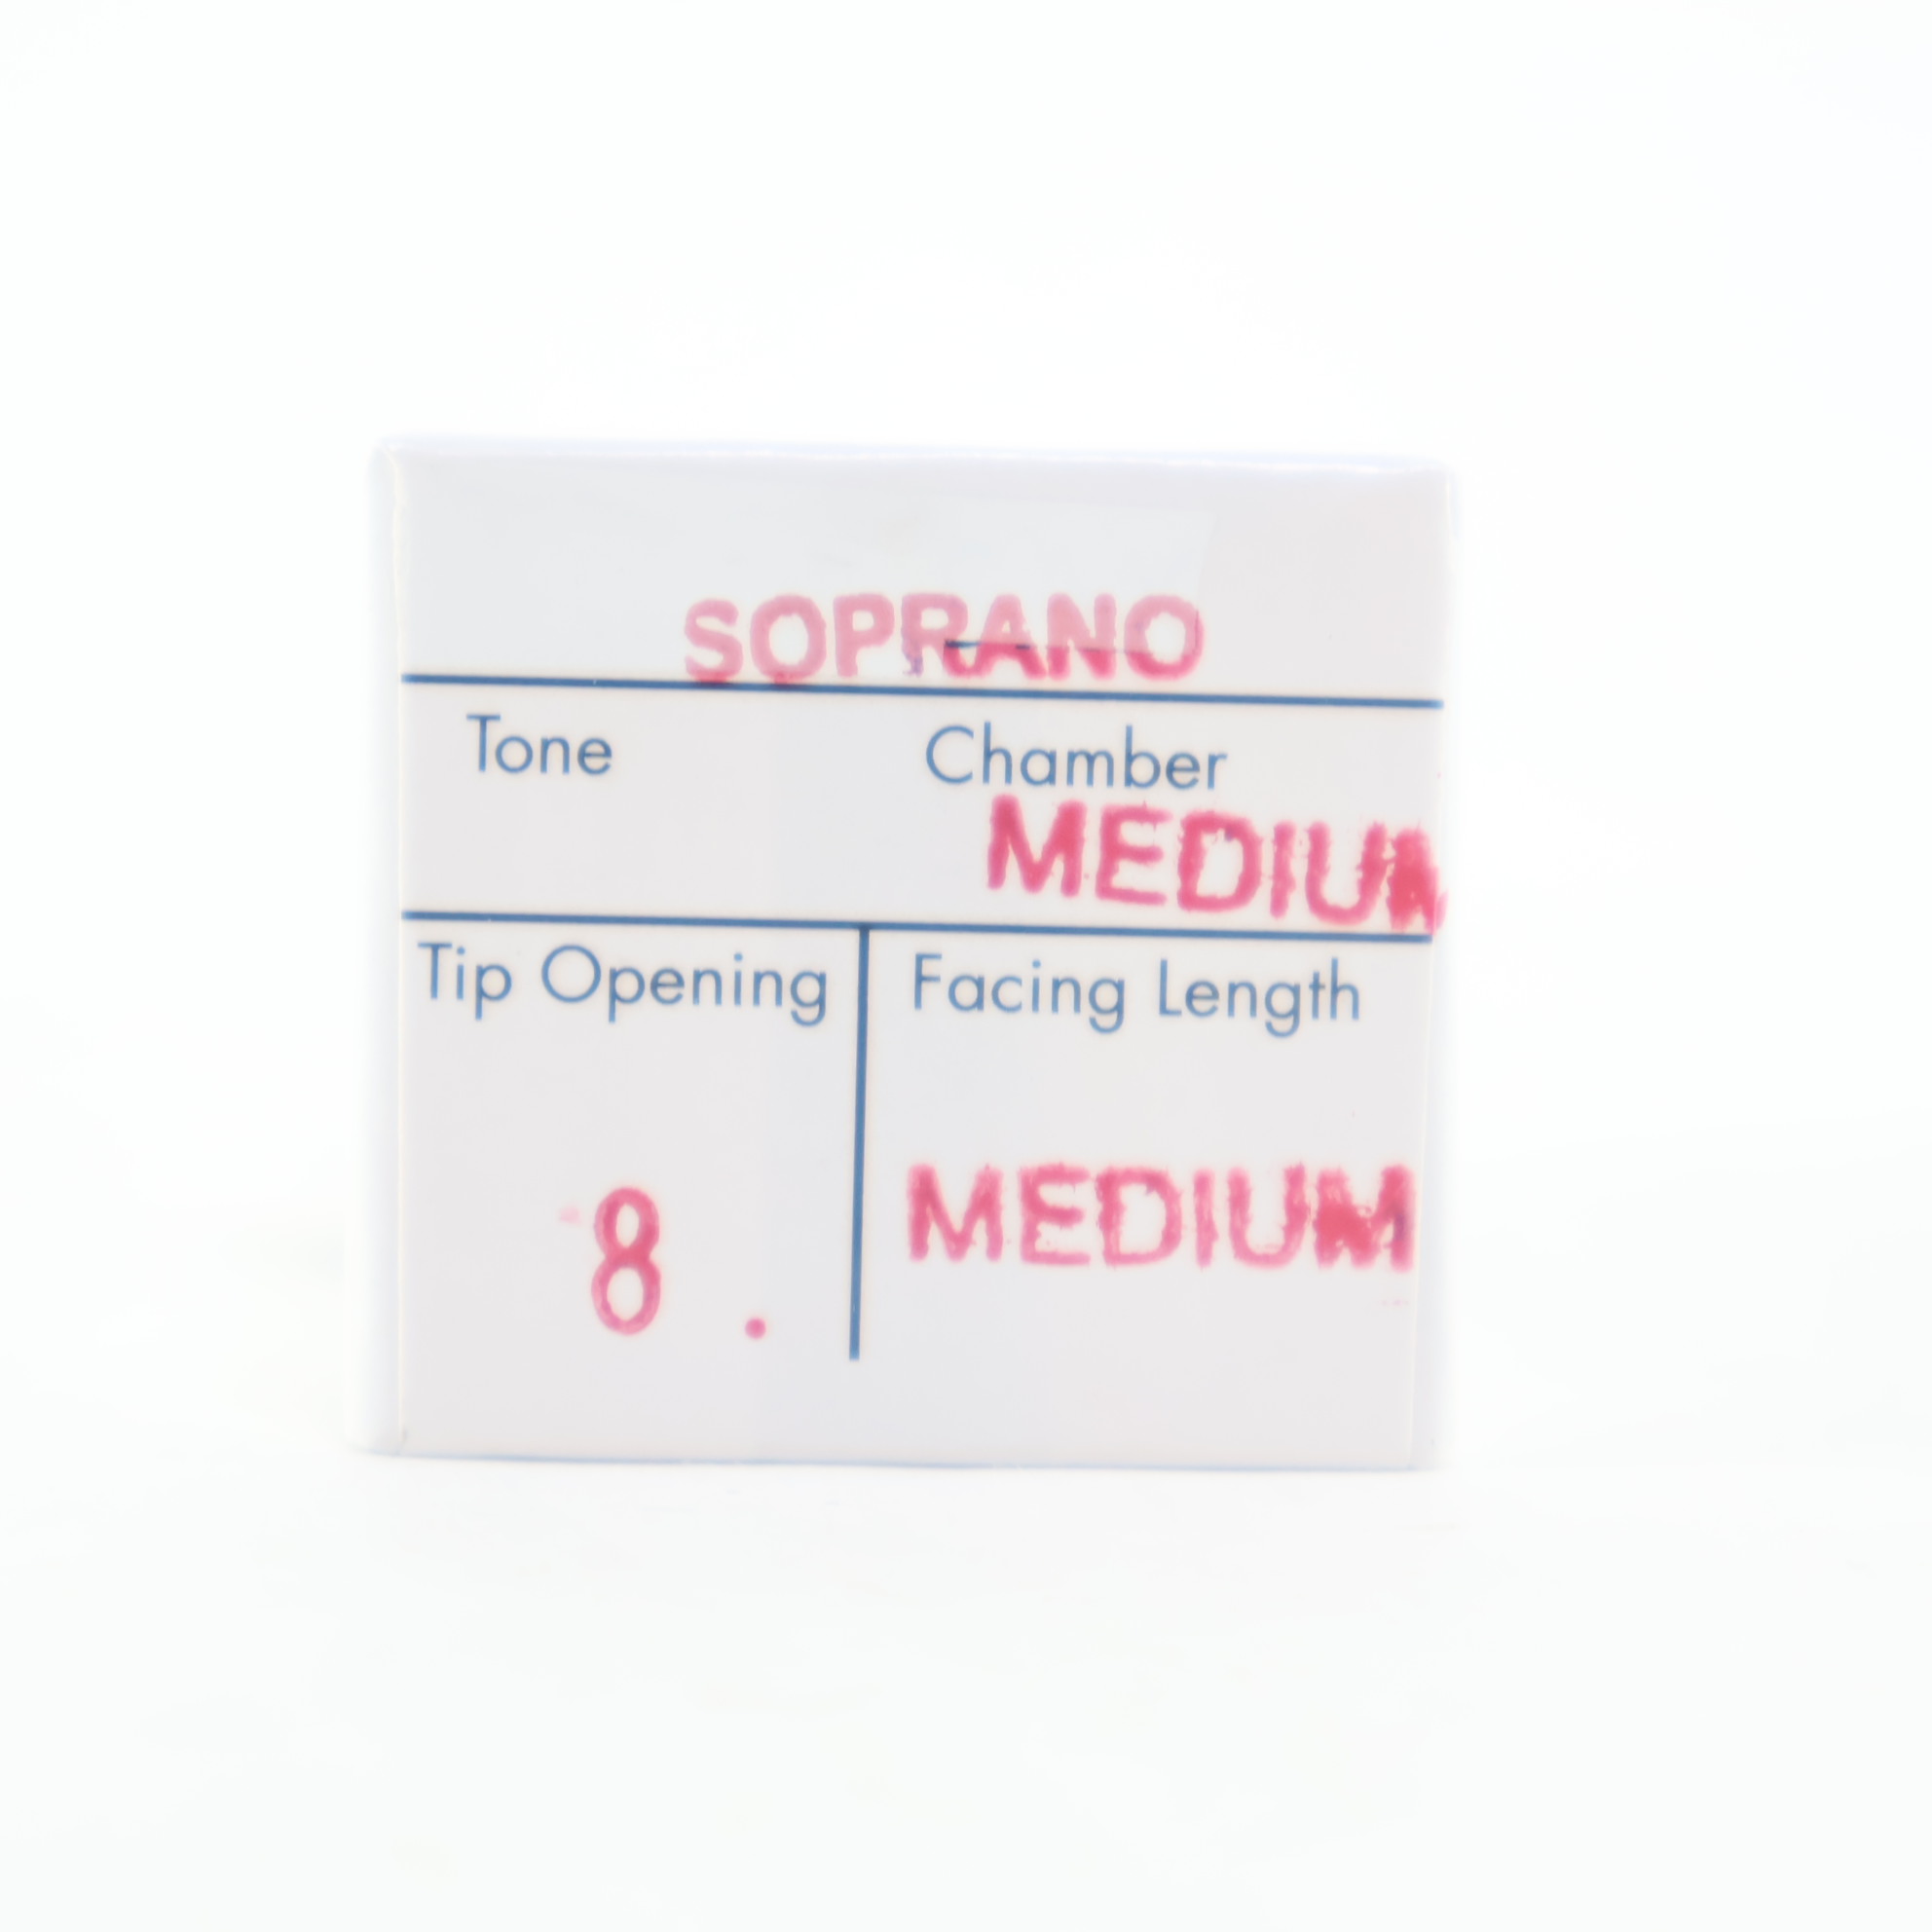 SOPRANO
Tone Chamber
MEDIUM
Tip Opening Facing Length
8. MEDIUM